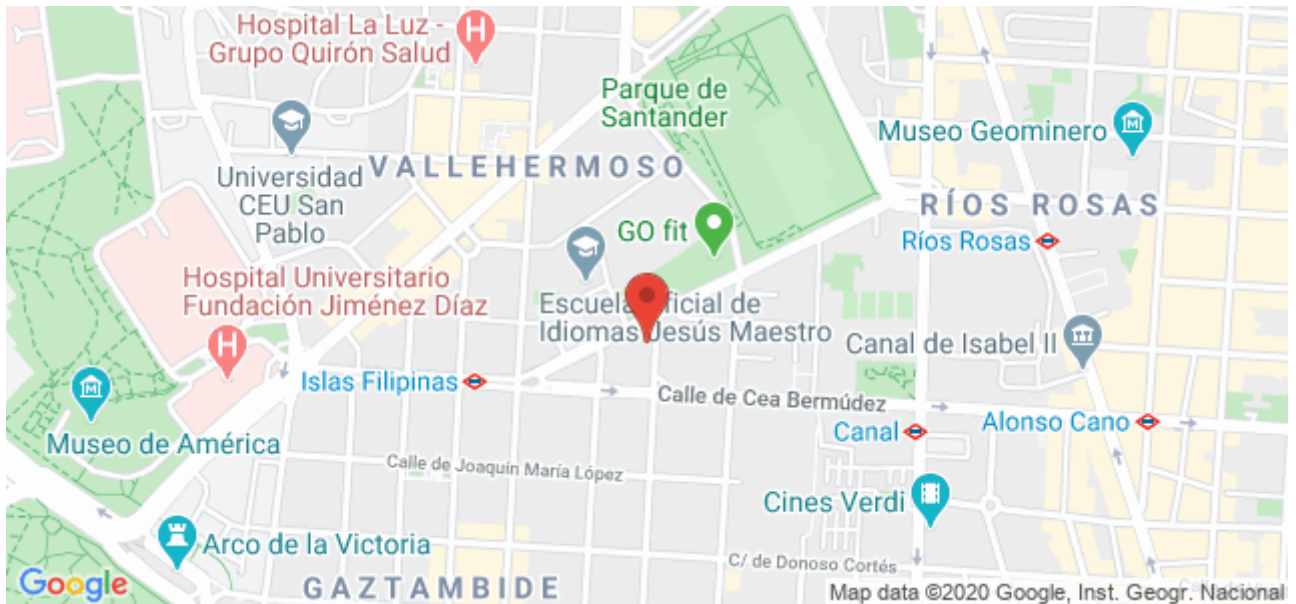 Hospital La Luz -
Grupo Quirón Salud
H
Parque de
Santander
Museo Geominero
M
VALLEHERMOSO
Universidad
CEU San
Pablo
RÍOS ROSAS
GO fit
Ríos Rosas
Hospital Universitario
Fundación Jiménez Díaz
H
Escuela Oficial de
Idiomas Jesús Maestro
Canal de Isabel II
Islas Filipinas
M
Calle de Cea Bermúdez
Museo de América
Canal
Alonso Cano
Calle de Joaquín María López
Cines Verdi
Arco de la Victoria
C/ de Donoso Cortés
GAZTAMBIDE
Google
Map data ©2020 Google, Inst. Geogr. Nacional